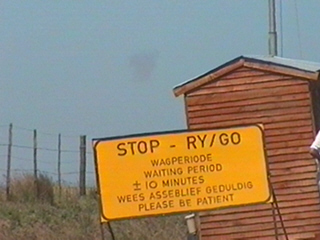 STOP - RY/GO
WAGPERIODE
WAITING PERIOD
± 10 MINUTES
WEES ASSEBLIEF GEDULDIG
PLEASE BE PATIENT